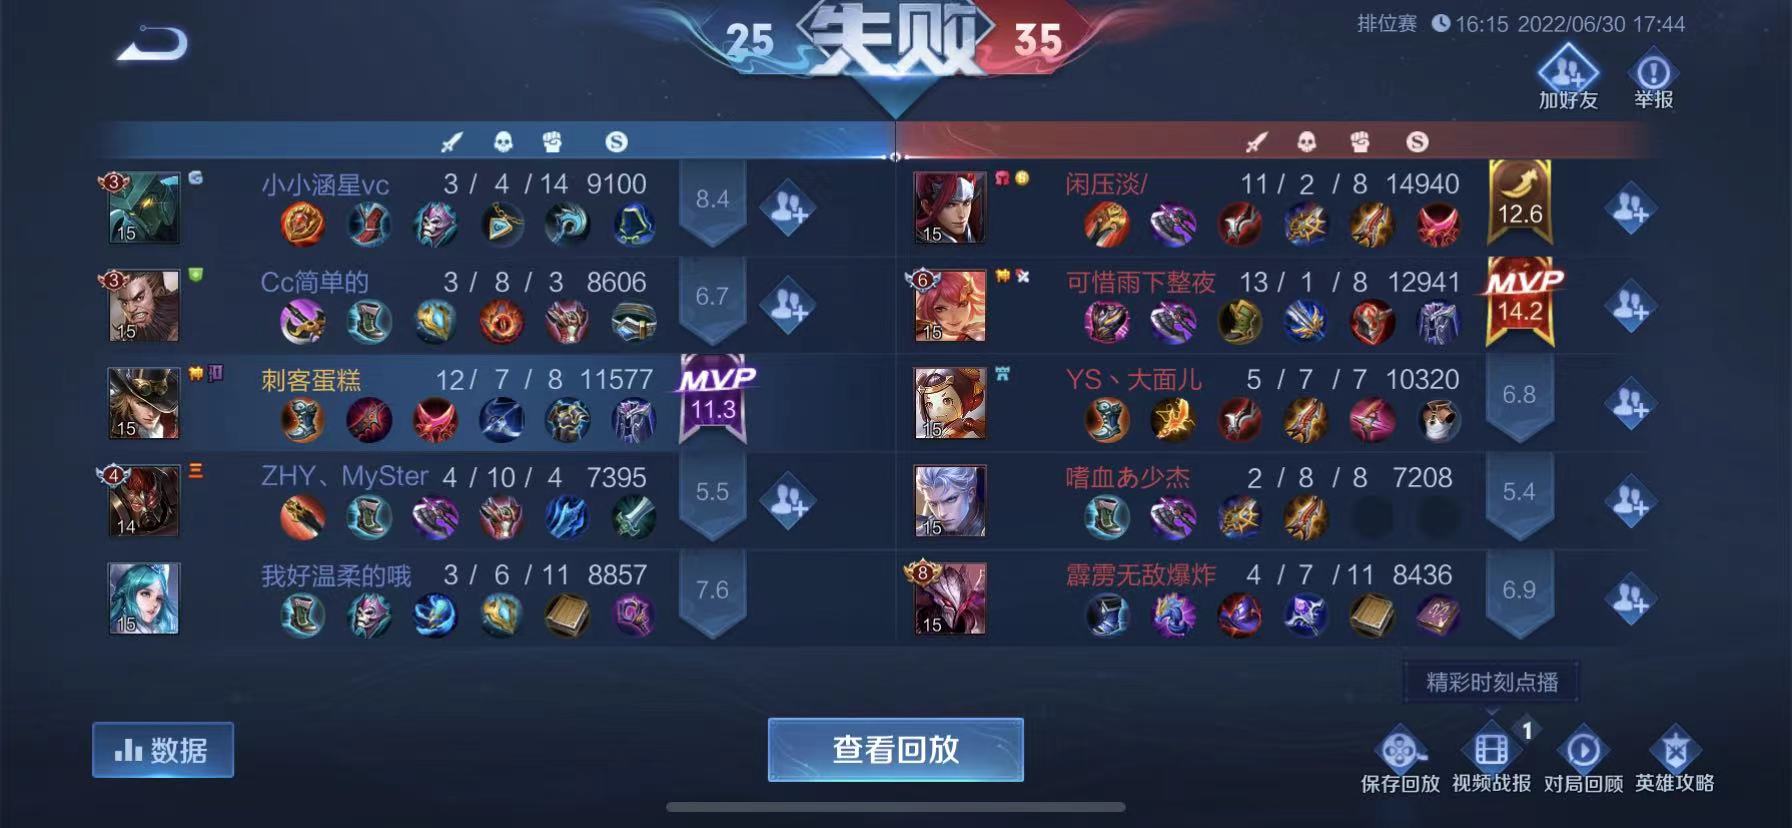 25 失败 35
排位赛 16:15 2022/06/30 17:44
加好友 举报
3 小小涵星vc 3 / 4 / 14 9100 8.4
15
闲压淡/ 11 / 2 / 8 14940 12.6
15
3 Cc简单的 3 / 8 / 3 8606 6.7
15
6 神 可惜雨下整夜 13 / 1 / 8 12941 MVP 14.2
15
神 刺客蛋糕 12 / 7 / 8 11577 MVP 11.3
15
YS丶大面儿 5 / 7 / 7 10320 6.8
15
4 三 ZHY、MySter 4 / 10 / 4 7395 5.5
14
嗜血あ少杰 2 / 8 / 8 7208 5.4
15
我好温柔的哦 3 / 6 / 11 8857 7.6
15
8 霹雳无敌爆炸 4 / 7 / 11 8436 6.9
15
精彩时刻点播
数据
查看回放
1
保存回放 视频战报 对局回顾 英雄攻略